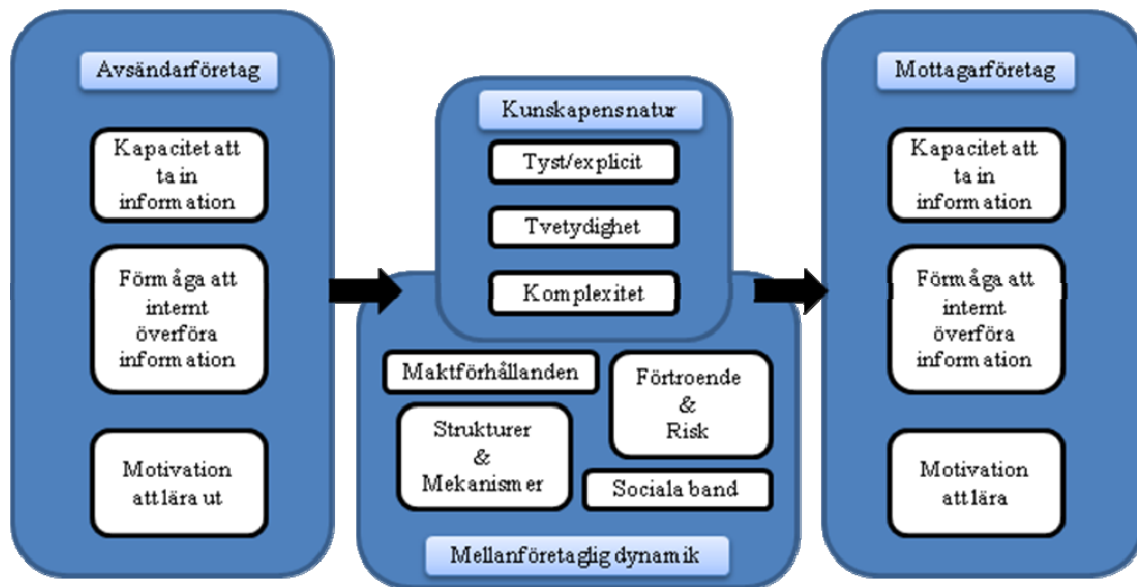 Avsändarföretag
Kapacitet att
ta in
information
Förmåga att
internt
överföra
information
Motivation
att lära ut
Kunskapens natur
Tyst/explicit
Tvetydighet
Komplexitet
Maktförhållanden
Förtroende
&
Risk
Strukturer
&
Mekanismer
Sociala band
Mellanföretaglig dynamik
Mottagarföretag
Kapacitet att
ta in
information
Förmåga att
internt
överföra
information
Motivation
att lära